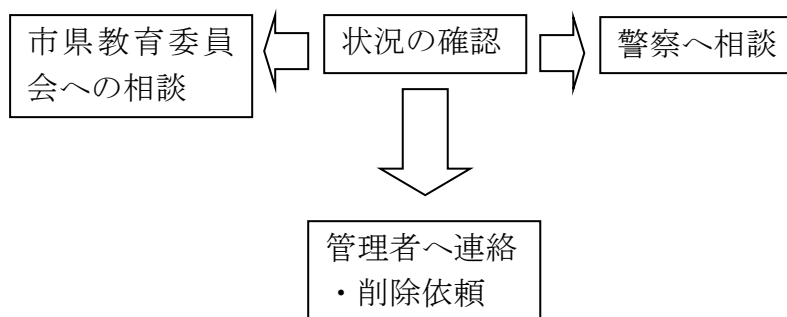 市県教育委員
会への相談
状況の確認
警察へ相談
管理者へ連絡
・削除依頼